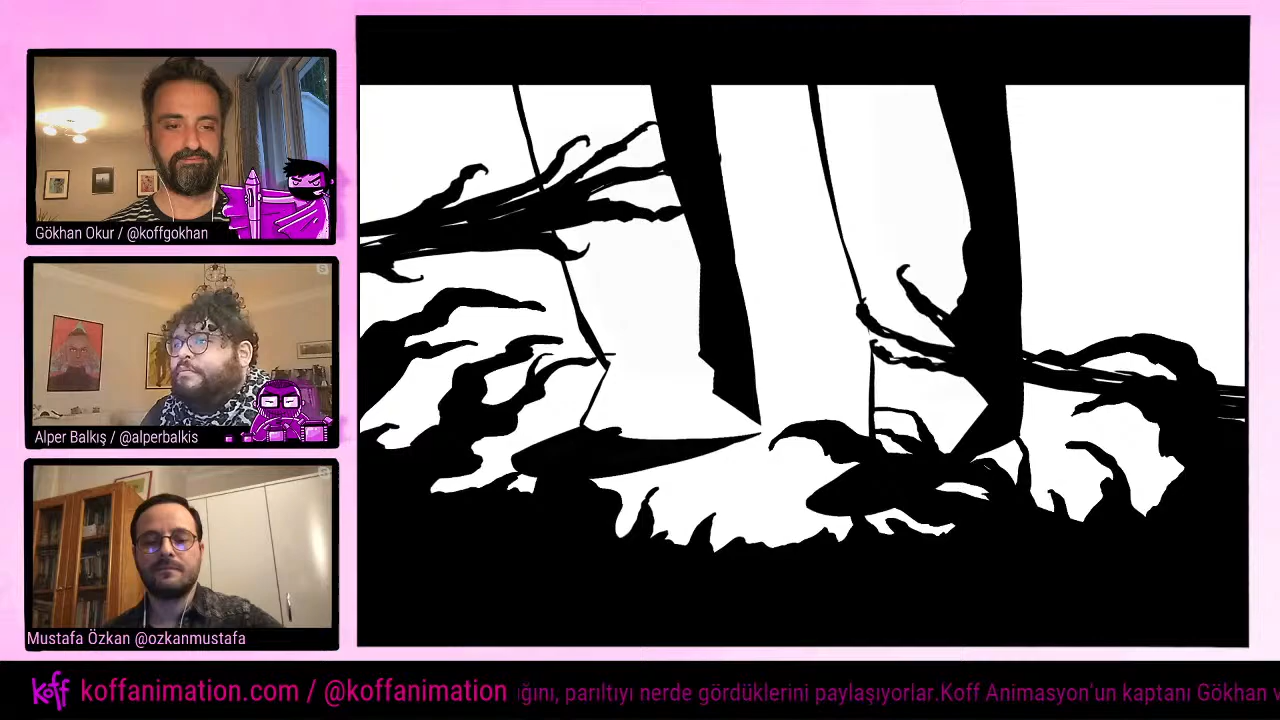 Gökhan Okur / @koffgokhan
Alper Balkış / @alperbalkis
Mustafa Özkan @ozkanmustafa
Koff koffanimation.com / @koffanimation ığını, parıltıyı nerde gördüklerini paylaşıyorlar.Koff Animasyon'un kaptanı Gökhan